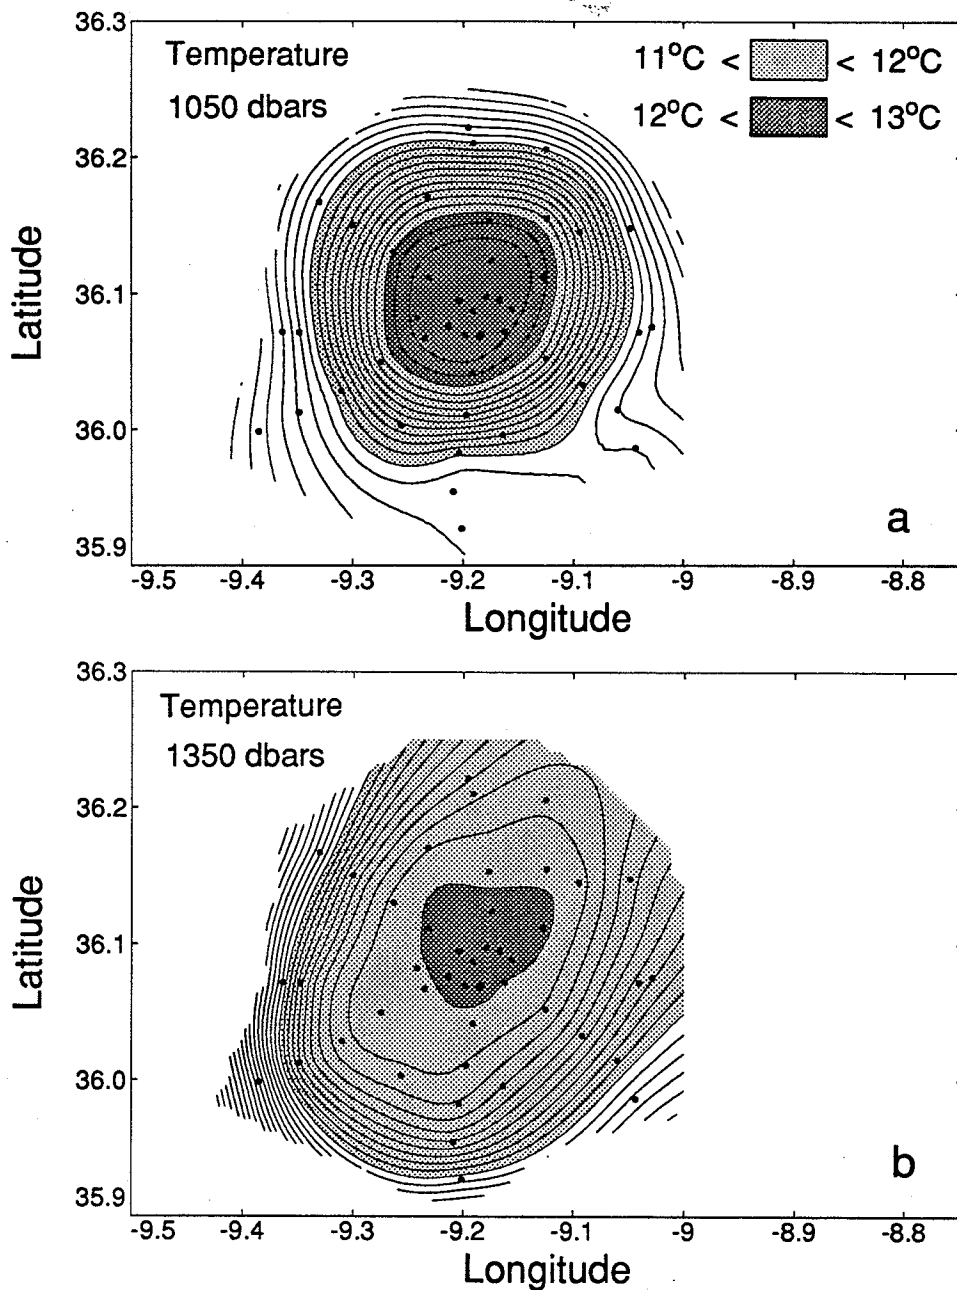 Temperature
1050 dbars
11°C < < 12°C
12°C < < 13°C
36.3
36.2
36.1
36.0
35.9
Latitude
a
-9.5 -9.4 -9.3 -9.2 -9.1 -9 -8.9 -8.8
Longitude
Temperature
1350 dbars
36.3
36.2
36.1
36.0
35.9
Latitude
b
-9.5 -9.4 -9.3 -9.2 -9.1 -9 -8.9 -8.8
Longitude